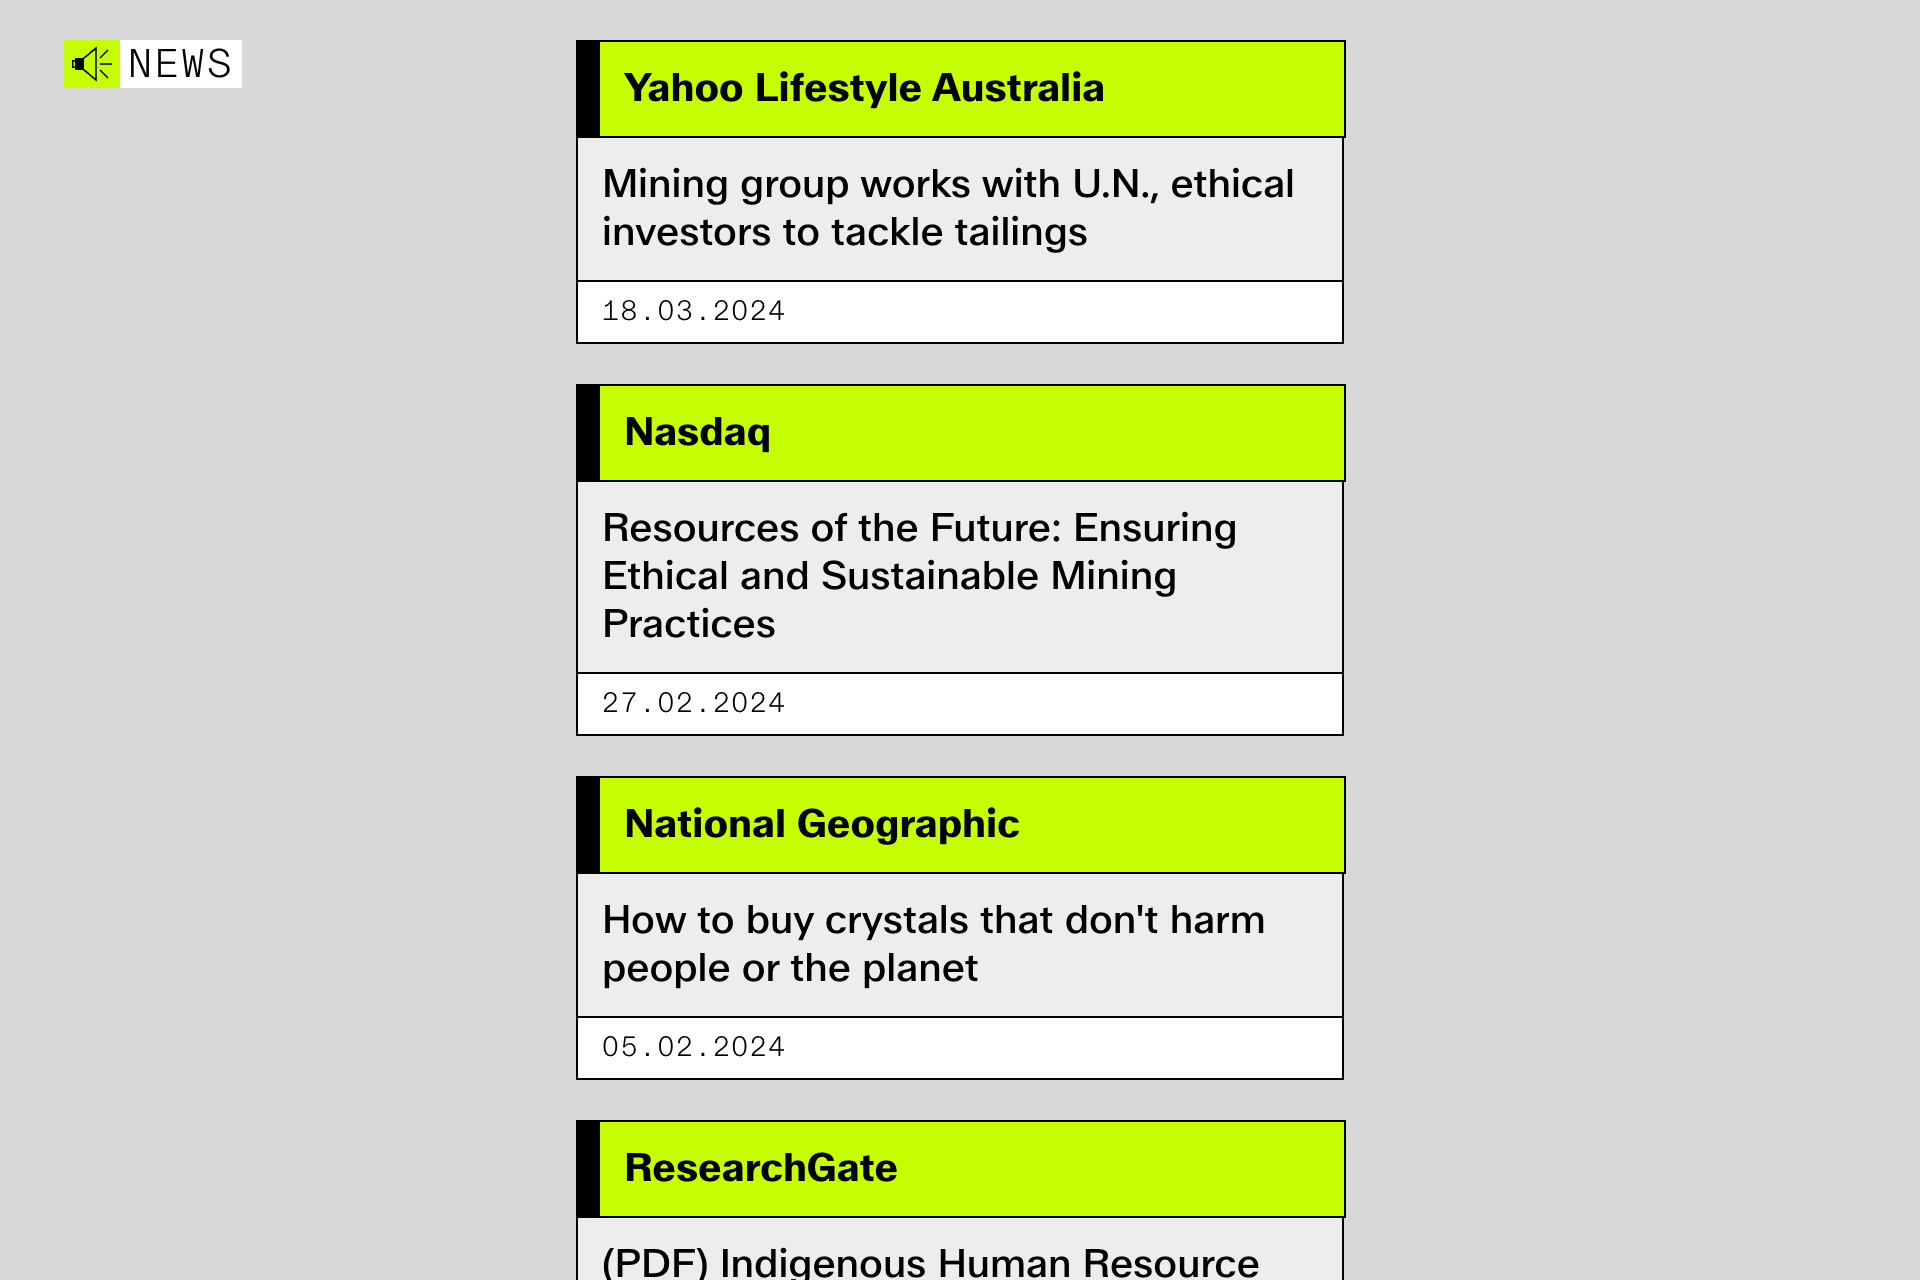 NEWS
Yahoo Lifestyle Australia
Mining group works with U.N., ethical
investors to tackle tailings
18.03.2024
Nasdaq
Resources of the Future: Ensuring
Ethical and Sustainable Mining
Practices
27.02.2024
National Geographic
How to buy crystals that don't harm
people or the planet
05.02.2024
ResearchGate
(PDF) Indigenous Human Resource